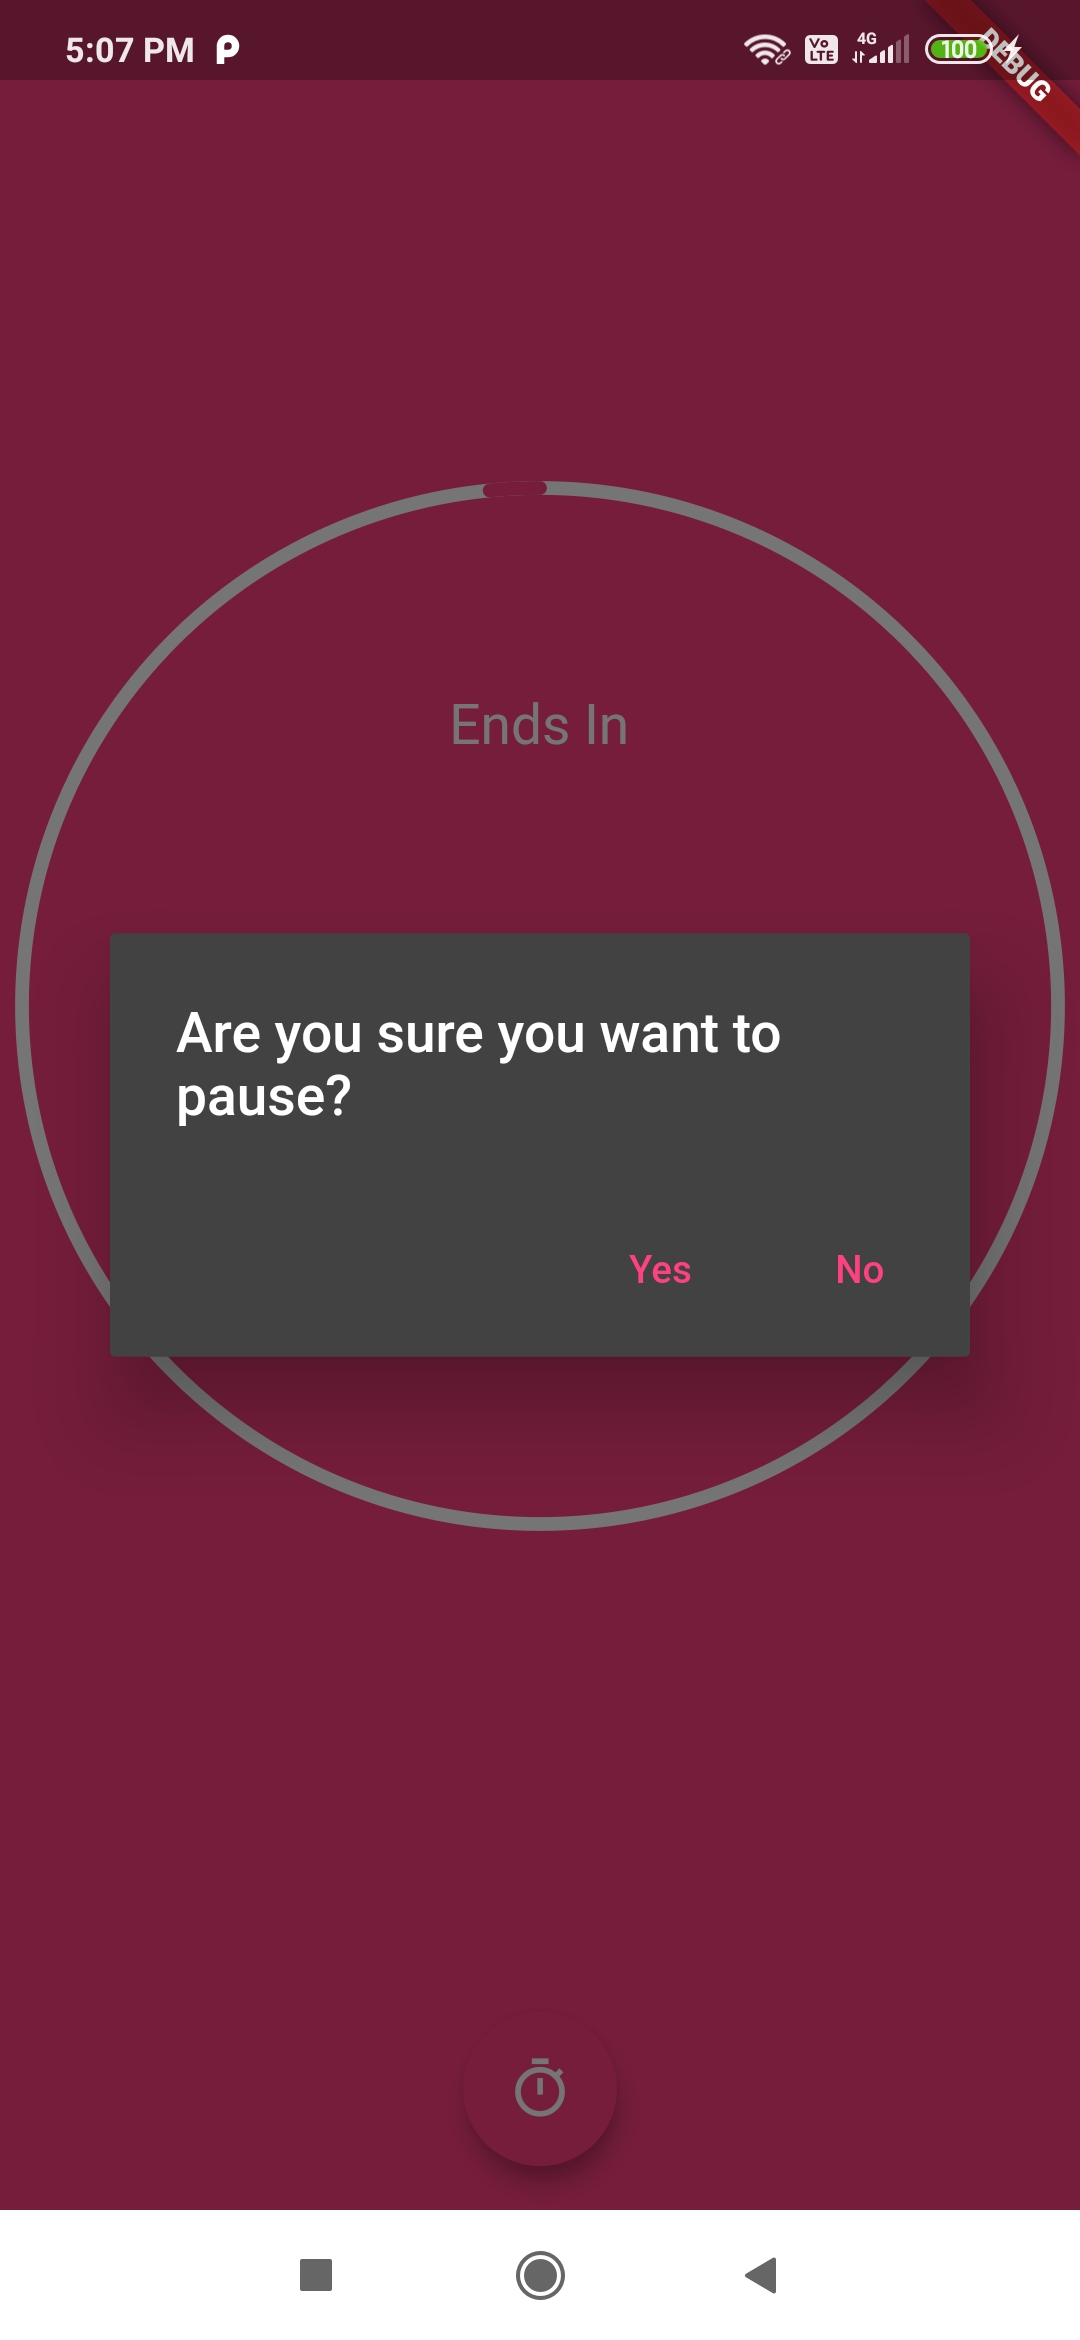 5:07 PM
Vo
LTE
4G
100
DEBUG
Ends In
Are you sure you want to
pause?
Yes No